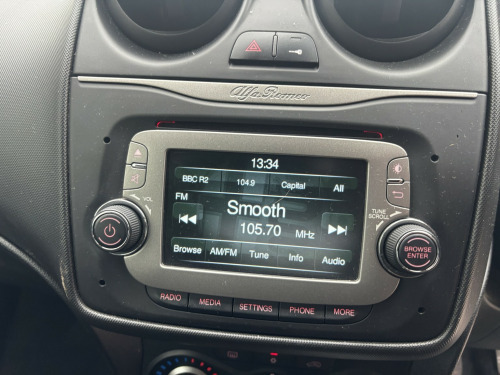 Alfa Romeo
13:34
BBC R2 104.9 Capital All
FM
Smooth
105.70 MHz
Browse AM/FM Tune Info Audio
VOL
TUNE
SCROLL
BROWSE
ENTER
RADIO MEDIA SETTINGS PHONE MORE